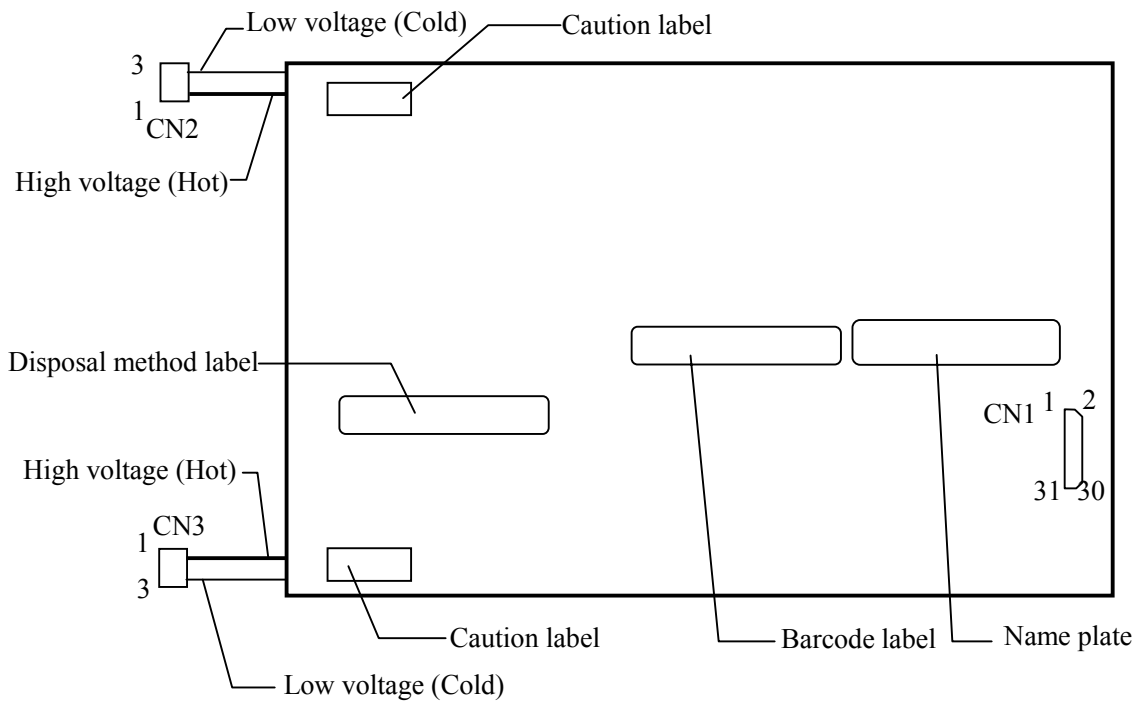 Low voltage (Cold)
Caution label
3
1
CN2
High voltage (Hot)
Disposal method label
CN1 1 2
31 30
High voltage (Hot)
CN3
1
3
Caution label
Barcode label
Name plate
Low voltage (Cold)